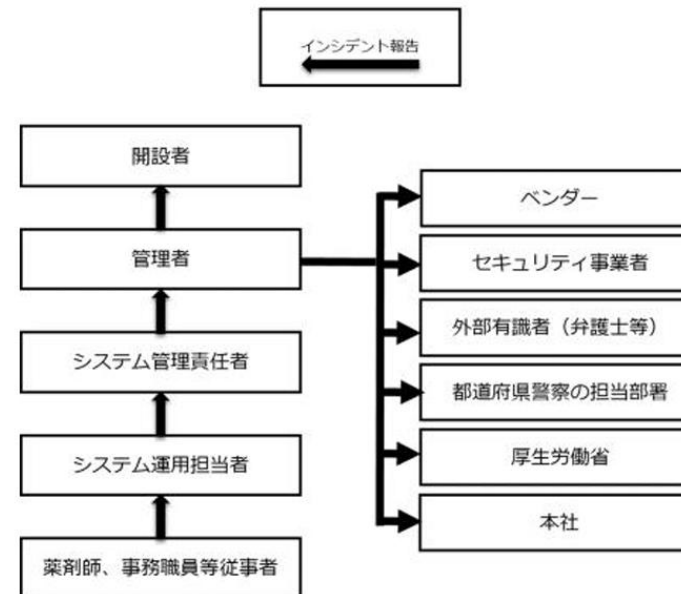 インシデント報告
開設者
管理者
システム管理責任者
システム運用担当者
薬剤師、事務職員等従事者
ベンダー
セキュリティ事業者
外部有識者（弁護士等）
都道府県警察の担当部署
厚生労働省
本社